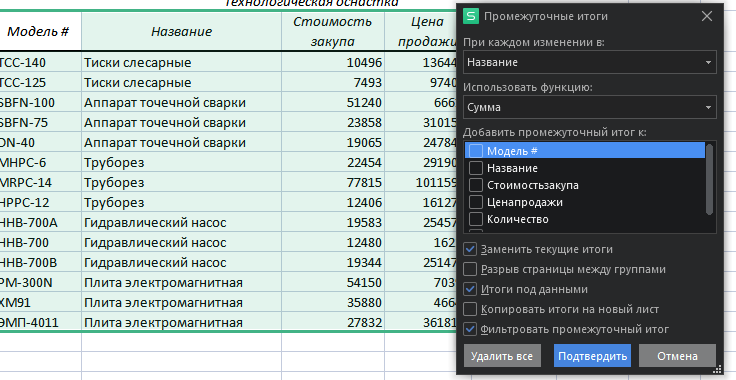 Технологическая оснастка
Модель # Название Стоимость закупа Цена продажи
ТСС-140 Тиски слесарные 10496 13644
ТСС-125 Тиски слесарные 7493 9740
SBFN-100 Аппарат точечной сварки 51240 666
SBFN-75 Аппарат точечной сварки 23858 31015
DN-40 Аппарат точечной сварки 19065 24784
MHPC-6 Труборез 22454 29190
MRPC-14 Труборез 77815 101159
HPPC-12 Труборез 12406 16127
HHB-700A Гидравлический насос 19583 25457
HHB-700 Гидравлический насос 12480 162
HHB-700B Гидравлический насос 19344 25147
PM-300N Плита электромагнитная 54150 703
XM91 Плита электромагнитная 35880 466
ЭМП-4011 Плита электромагнитная 27832 36181
Промежуточные итоги
При каждом изменении в:
Название
Использовать функцию:
Сумма
Добавить промежуточный итог к:
Модель #
Название
Стоимостьзакупа
Ценапродажи
Количество
Заменить текущие итоги
Разрыв страницы между группами
Итоги под данными
Копировать итоги на новый лист
Фильтровать промежуточный итог
Удалить все Подтвердить Отмена